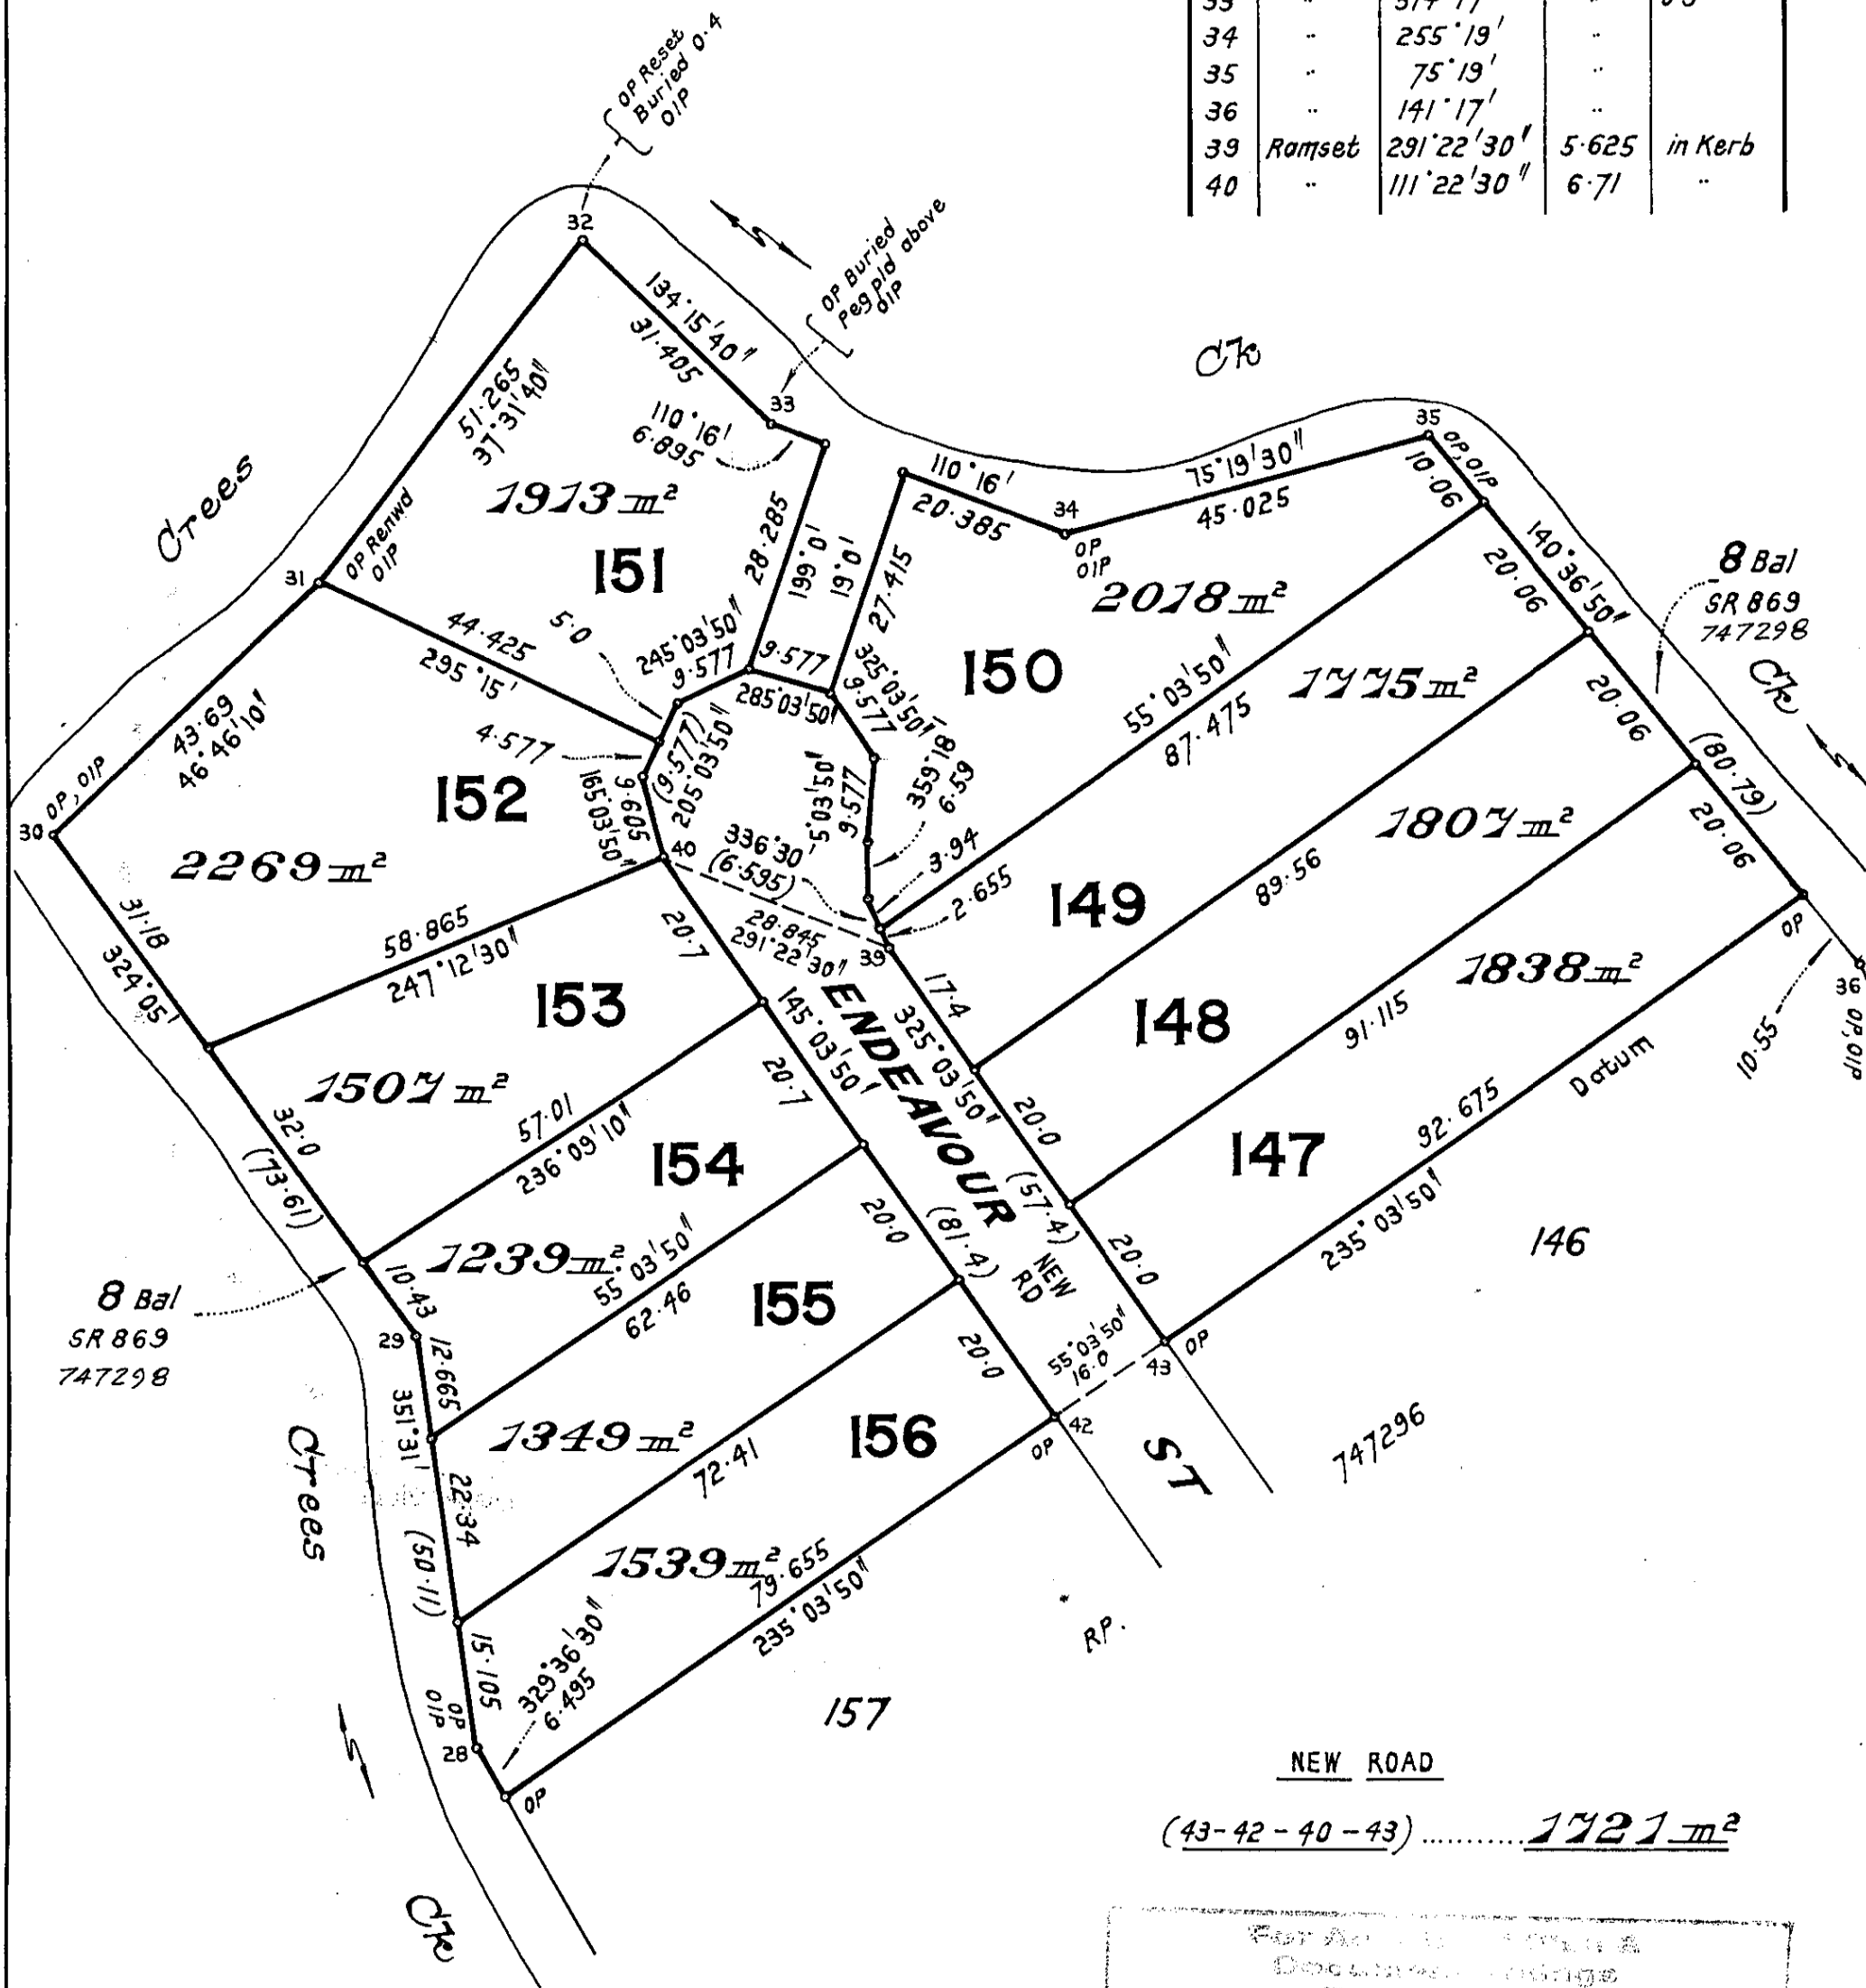 33 " 314°17' "
34 " 255°19' "
35 " 75°19' "
36 " 141°17' "
39 Ramset 291°22'30" 5·625 in Kerb
40 " 111°22'30" 6·71 "
OP Reset
Buried 0·4
OIP
32
OP Buried
Peg Pld above
OIP
134°15'40"
31·405
33
110°16'
6·895
Ck
51·265
37°31'40"
1913 m²
151
Crees
31
OP Renwd
OIP
28·285
199°0'
19°0'
27·415
110°16'
20·385
34
OP
OIP
75°19'30"
45·025
35
OP, OIP
10·06
2018 m²
150
140°36'50"
20·06
8 Bal
SR 869
747298
Ck
44·425
295°15'
5·0
245°03'50"
9·577
9·577
285°03'50"
325°03'50"
9·577
4·577
(9·577)
205°03'50"
9·605
165°03'50"
5°03'50"
9·577
359°18'
6·59
336°30'
(6·595)
3·94
2·655
55°03'50"
87·475
1775 m²
149
20·06
(80·79)
43·69
46°46'10"
30
OP, OIP
152
2269 m²
40
28·845
291°22'30"
39
1807 m²
89·56
148
20·06
OP
31·18
324°05'
58·865
247°12'30"
153
1507 m²
20·7
145°03'50"
17·4
325°03'50"
ENDEAVOUR
ST
1838 m²
91·115
147
36
OP, OIP
10·55
32·0
(73·61)
57·01
236°09'10"
154
1239 m²
20·7
20·0
(57·4)
92·675
Datum
235°03'50"
146
8 Bal
SR 869
747298
10·43
29
12·665
351°31'
55°03'50"
62·46
155
1349 m²
20·0
(81·4)
NEW
RD
20·0
55°03'50"
16·0
43
OP
42
OP
747296
Crees
22·34
(50·11)
72·41
156
1539 m²
20·0
79·655
235°03'50"
15·105
OP
OIP
28
329°36'30"
6·495
OP
157
RP.
Ck
NEW ROAD
(43-42-40-43) .......... 1721 m²
For